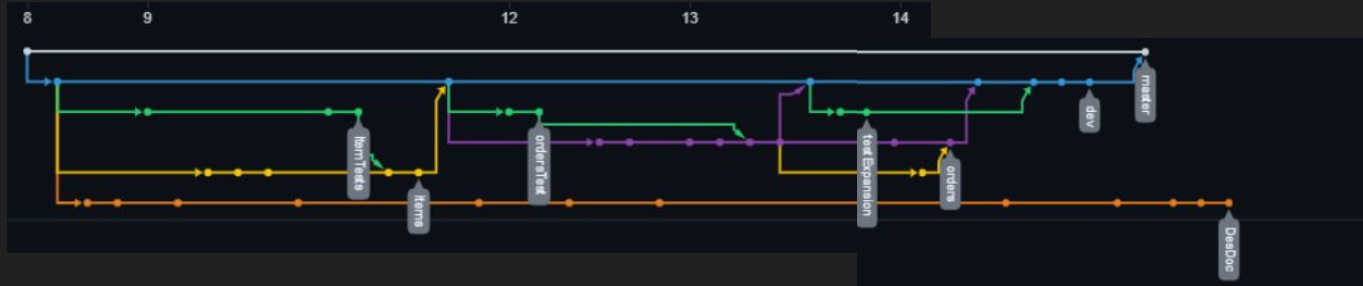 8
9
12
13
14
master
dev
itemTests
ordersTest
testExpansion
orders
items
DesDoc